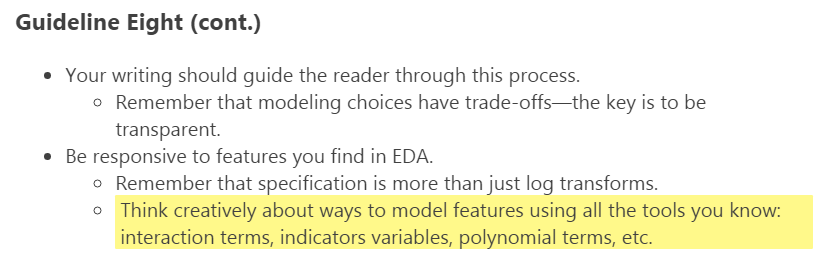 Guideline Eight (cont.)
• Your writing should guide the reader through this process.
◦ Remember that modeling choices have trade-offs—the key is to be
transparent.
• Be responsive to features you find in EDA.
◦ Remember that specification is more than just log transforms.
◦ Think creatively about ways to model features using all the tools you know:
interaction terms, indicators variables, polynomial terms, etc.